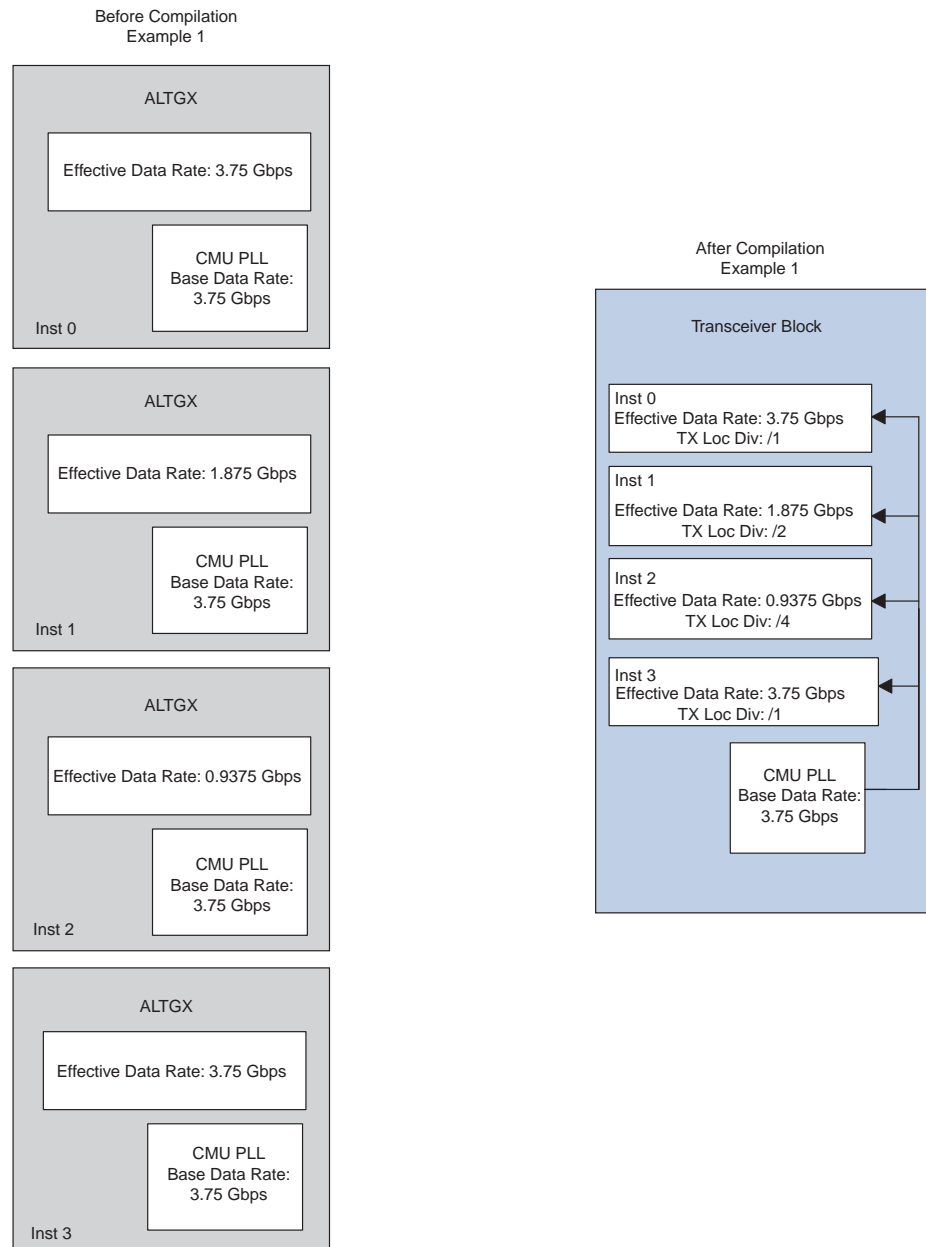 Before Compilation
Example 1
ALTGX
Effective Data Rate: 3.75 Gbps
CMU PLL
Base Data Rate:
3.75 Gbps
Inst 0
ALTGX
Effective Data Rate: 1.875 Gbps
CMU PLL
Base Data Rate:
3.75 Gbps
Inst 1
ALTGX
Effective Data Rate: 0.9375 Gbps
CMU PLL
Base Data Rate:
3.75 Gbps
Inst 2
ALTGX
Effective Data Rate: 3.75 Gbps
CMU PLL
Base Data Rate:
3.75 Gbps
Inst 3
After Compilation
Example 1
Transceiver Block
Inst 0
Effective Data Rate: 3.75 Gbps
TX Loc Div: /1
Inst 1
Effective Data Rate: 1.875 Gbps
TX Loc Div: /2
Inst 2
Effective Data Rate: 0.9375 Gbps
TX Loc Div: /4
Inst 3
Effective Data Rate: 3.75 Gbps
TX Loc Div: /1
CMU PLL
Base Data Rate:
3.75 Gbps